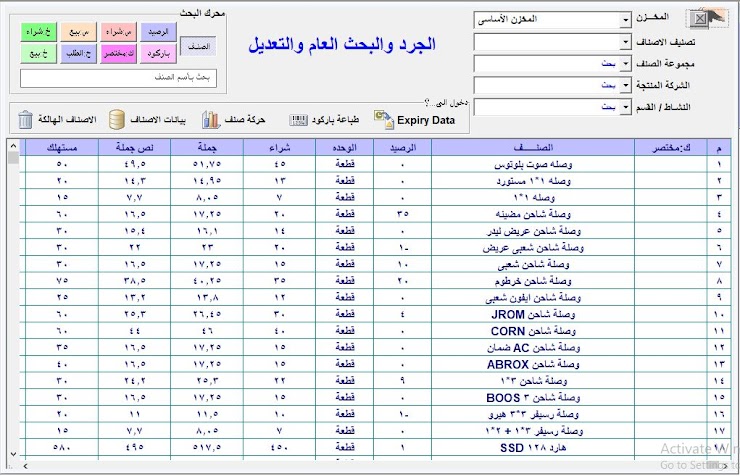 المخـزن المخزن الأساسى
تصنيف الاصناف
مجموعة الصنف بحث
الشركة المنتجة بحث
النشاط / القسم بحث
الجرد والبحث العام والتعديل
محرك البحث
الصنف الرصيد س:شراء س بيع خ:شراء
باركود ك:مختصر ح:الطلب خ بيع
بحث بأسم الصنف
دخول الى..؟
Expiry Data طباعة باركود حركة صنف بيانات الاصناف الاصناف الهالكة
م ك:مختصر الصنــف الرصيد الوحده شراء جملة نص جملة مستهلك
١ وصله صوت بلوتوس ٠ قطعة ٤٥ ٥١,٧٥ ٤٩,٥ ٥٠
٢ وصله ١*١ مستورد ٠ قطعة ١٣ ١٤,٩٥ ١٤,٣ ٢٠
٣ وصله ١*١ ٠ قطعة ٧ ٨,٠٥ ٧,٧ ١٥
٤ وصلة شاحن مضيئه ٣٥ قطعة ٢٠ ١٧,٢٥ ١٦,٥ ٦٠
٥ وصلة شاحن عريض ليدر ٠ قطعة ١٤ ١٦,١ ١٥,٤ ٣٠
٦ وصلة شاحن شعبى عريض ١- قطعة ٢٠ ٢٣ ٢٢ ٣٠
٧ وصلة شاحن شعبى ١٠ قطعة ١٥ ١٧,٢٥ ١٦,٥ ٣٠
٨ وصلة شاحن خرطوم ٢٠ قطعة ٣٥ ٤٠,٢٥ ٣٨,٥ ٧٥
٩ وصلة شاحن ايفون شعبى ٠ قطعة ١٢ ١٣,٨ ١٣,٢ ٢٥
١٠ وصلة شاحن JROM ٤ قطعة ٣٠ ٢٦,٤٥ ٢٥,٣ ٦٠
١١ وصلة شاحن CORN ٠ قطعة ٤٠ ٤٦ ٤٤ ٦٠
١٢ وصلة شاحن AC ضمان ٠ قطعة ١٥ ١٧,٢٥ ١٦,٥ ٣٥
١٣ وصلة شاحن ABROX ٠ قطعة ١٥ ١٧,٢٥ ١٦,٥ ٤٠
١٤ وصلة شاحن ١*٣ ٩ قطعة ٢٢ ٢٥,٣ ٢٤,٢ ٣٠
١٥ وصلة شاحن ٣ BOOS ٠ قطعة ١٥ ١٧,٢٥ ١٦,٥ ٣٠
١٦ وصلة رسيفر ٣*٣ هيرو ١- قطعة ١٠ ١١,٥ ١١ ٢٠
١٧ وصلة رسيفر ٣*١ + ٢*١ ٠ قطعة ٧ ٨,٠٥ ٧,٧ ١٥
١٨ هارد ١٢٨ SSD ١ قطعة ٤٥٠ ٥١٧,٥ ٤٩٥ ٥٨٠
Activate Wi
Go to Settings to